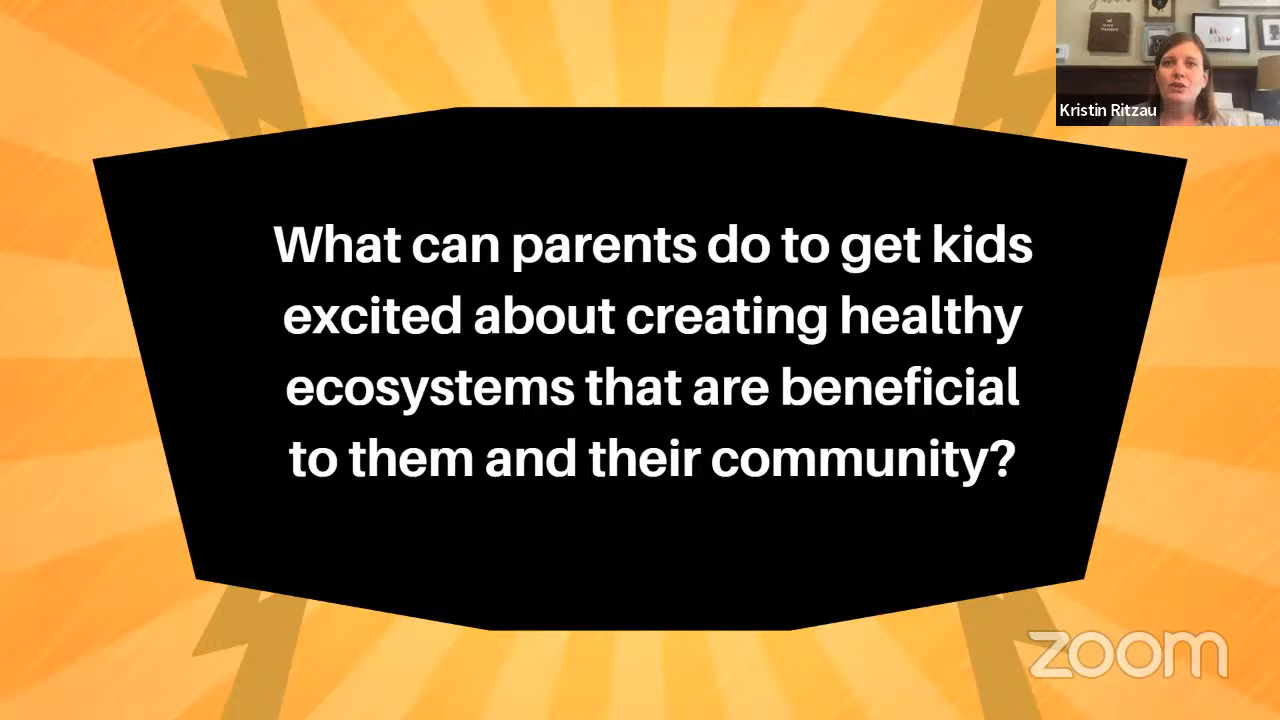 Kristin Ritzau
What can parents do to get kids
excited about creating healthy
ecosystems that are beneficial
to them and their community?
zoom